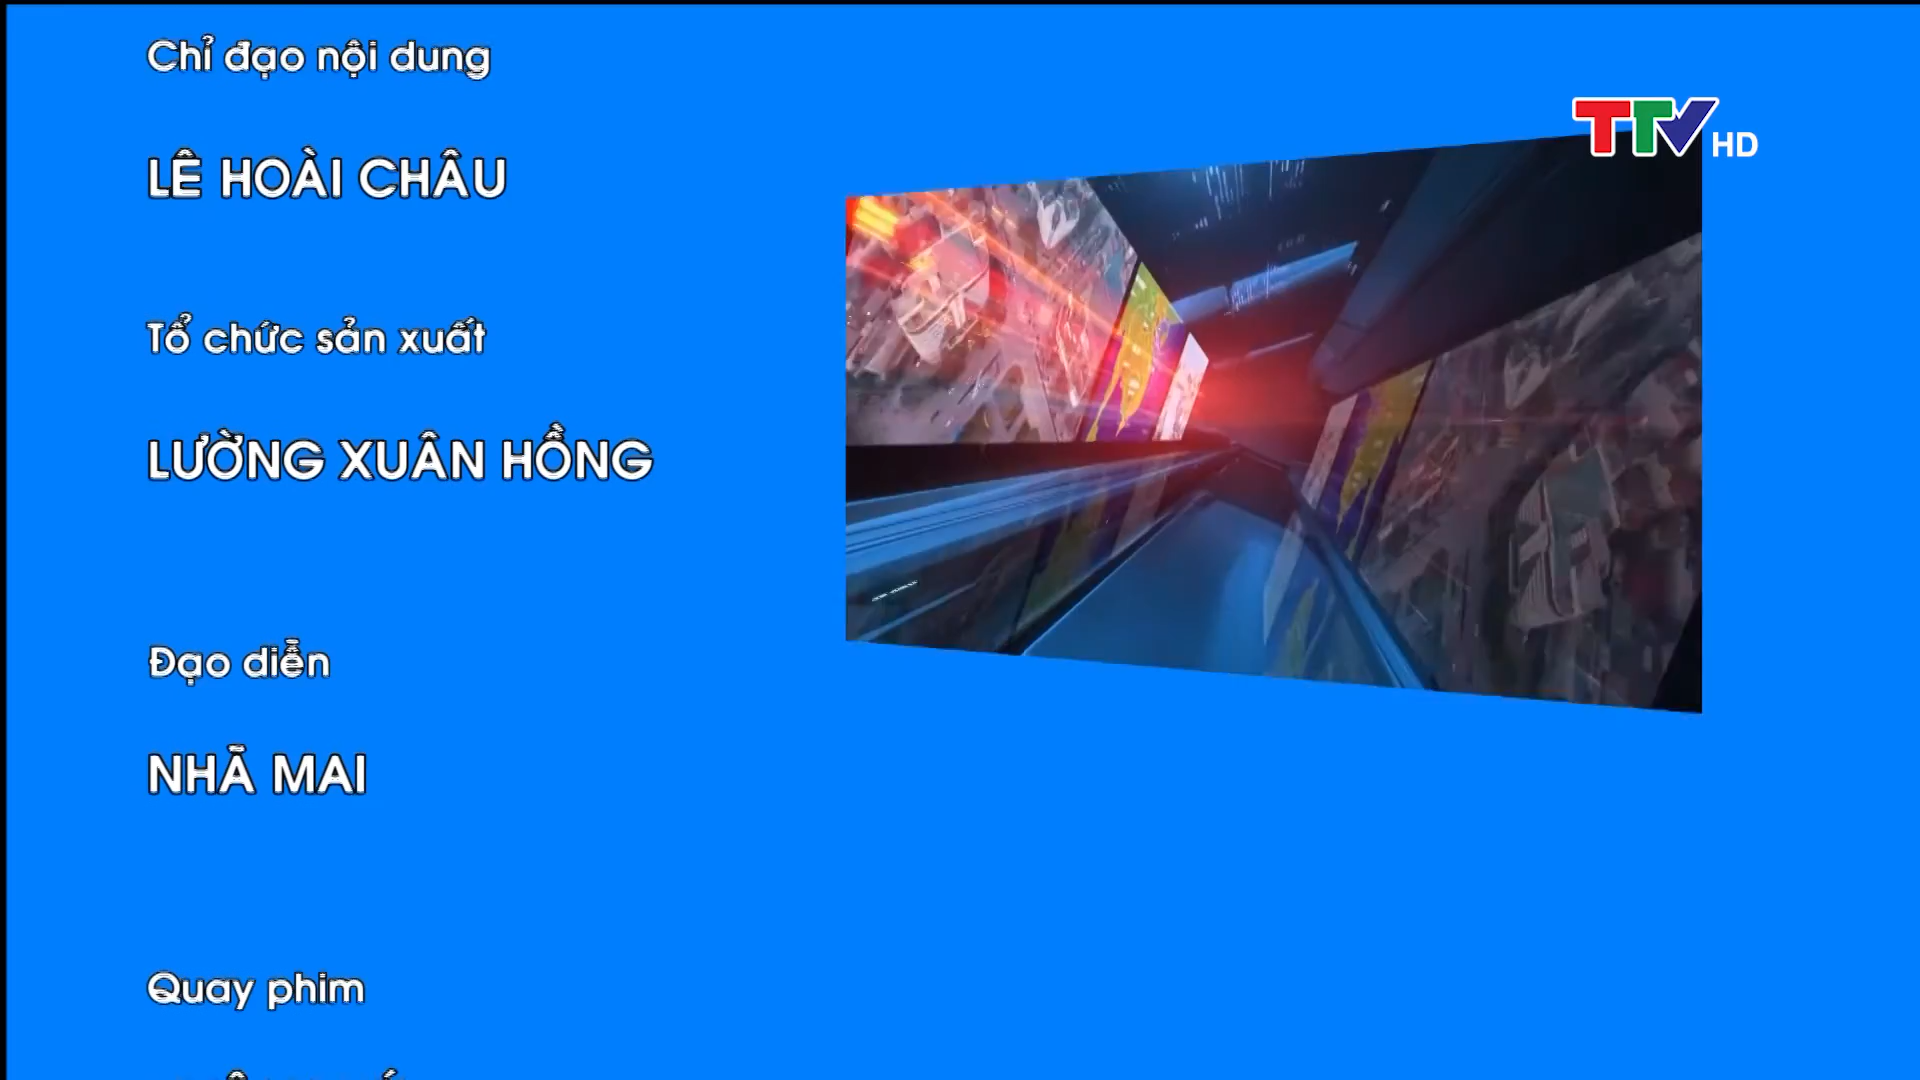 Chỉ đạo nội dung
TTV HD
LÊ HOÀI CHÂU
Tổ chức sản xuất
LƯỜNG XUÂN HỒNG
Đạo diễn
NHÃ MAI
Quay phim